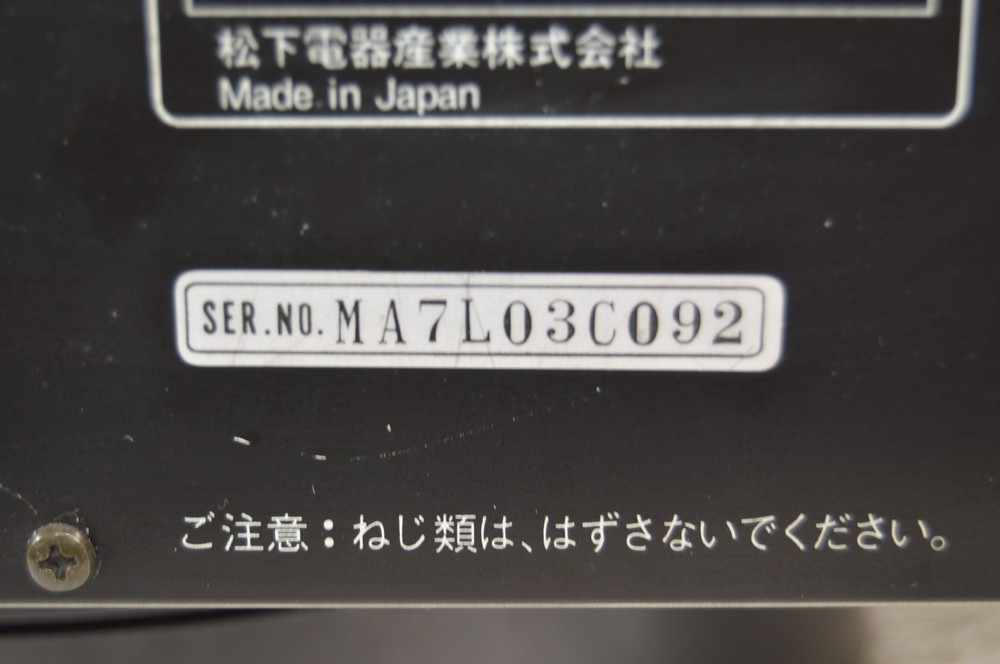 松下電器産業株式会社
Made in Japan
SER.NO. MA7L03C092
ご注意：ねじ類は、はずさないでください。